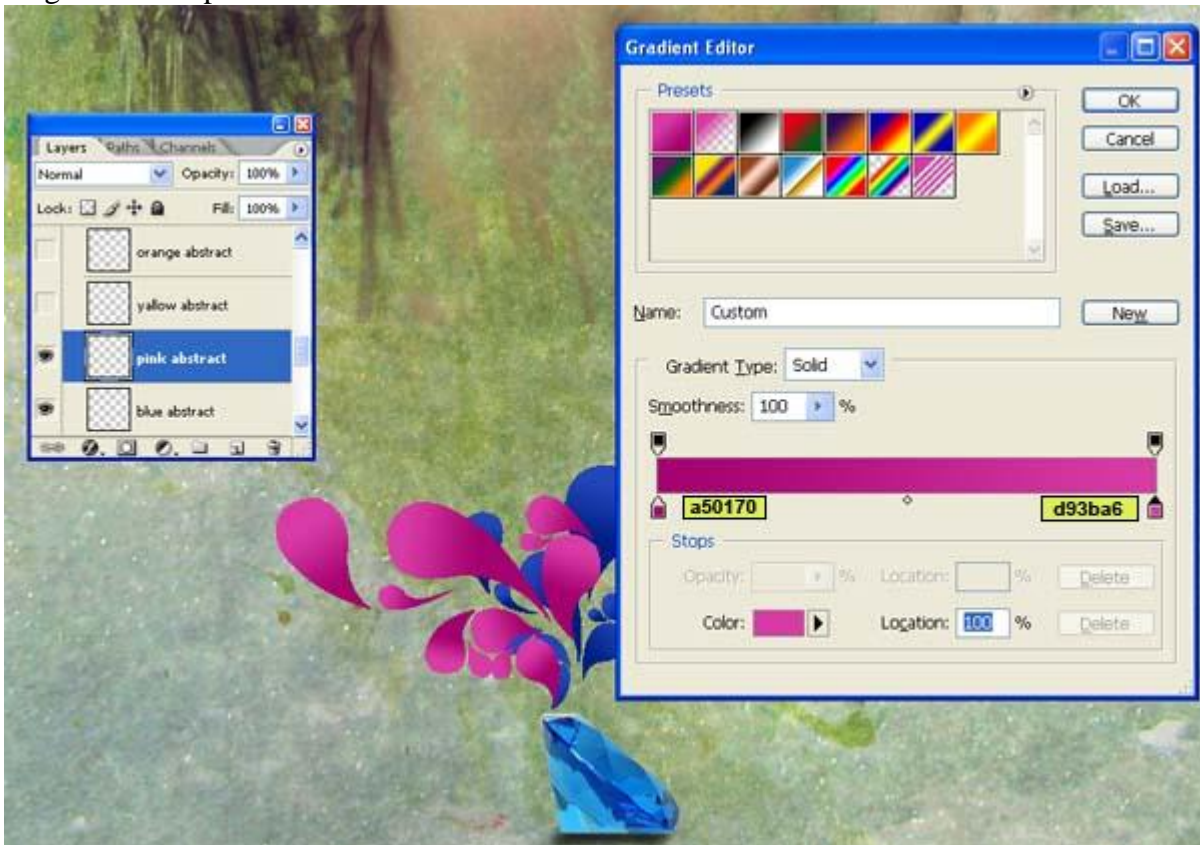 Gradient Editor
Presets
OK
Cancel
Load...
Save...
Layers Paths Channels
Normal Opacity: 100%
Lock: Fill: 100%
orange abstract
yallow abstract
pink abstract
blue abstract
Name: Custom New
Gradient Type: Solid
Smoothness: 100 %
a50170 d93ba6
Stops
Opacity: % Location: % Delete
Color: Location: 100 % Delete